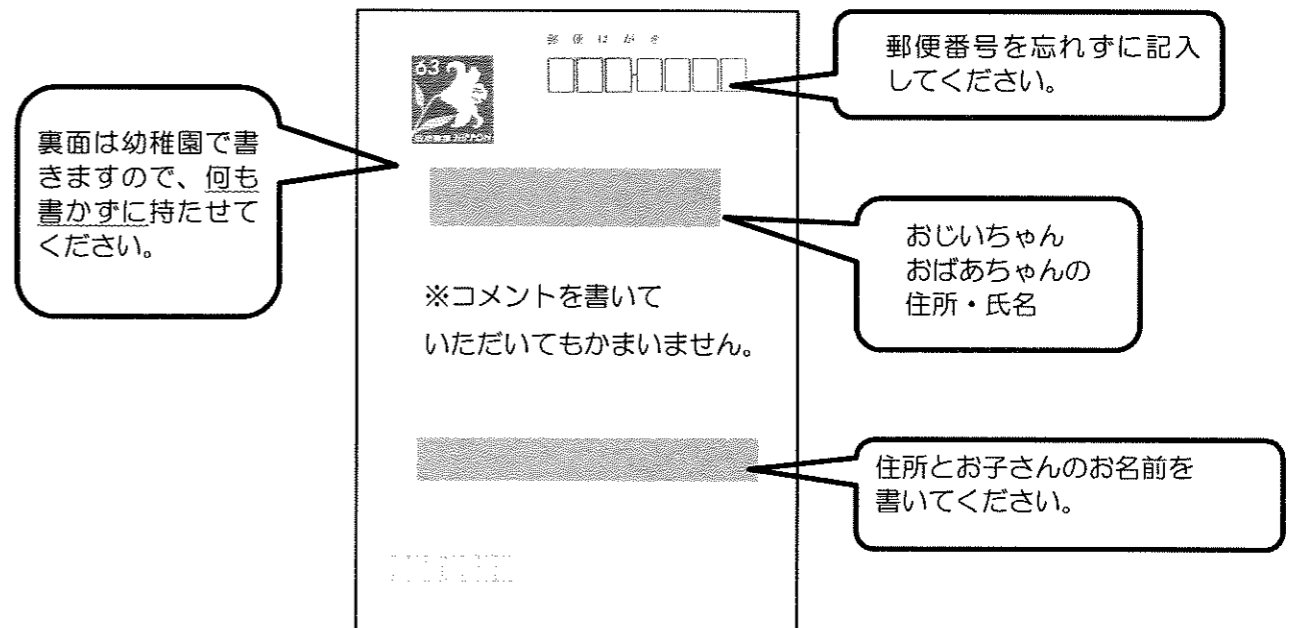 郵便はがき
63
郵便番号を忘れずに記入
してください。
裏面は幼稚園で書
きますので、何も
書かずに持たせて
ください。
おじいちゃん
おばあちゃんの
住所・氏名
※コメントを書いて
いただいてもかまいません。
住所とお子さんのお名前を
書いてください。